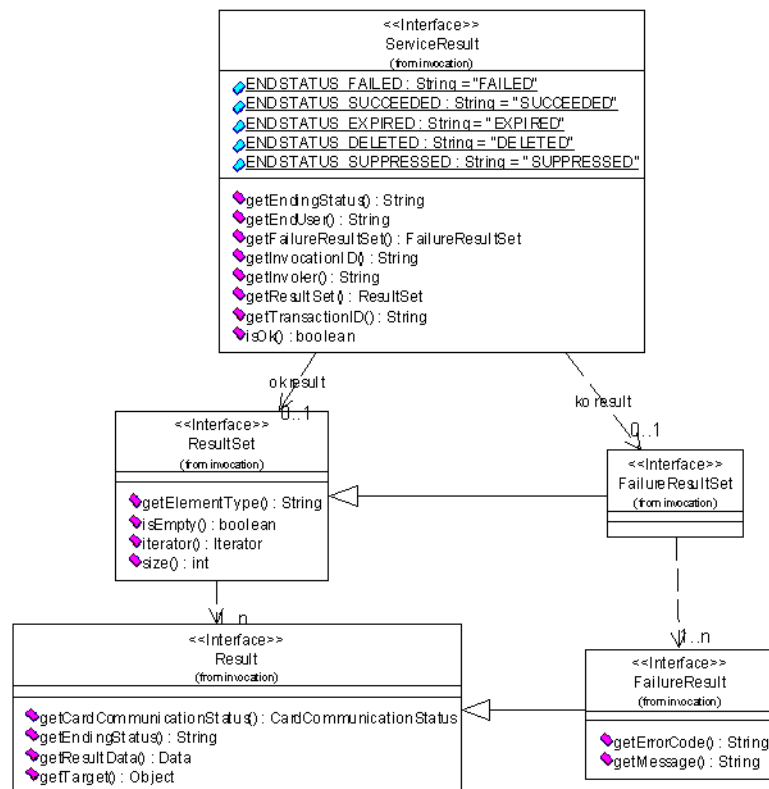 <<Interface>>
ServiceResult
(from invocation)
ENDSTATUS_FAILED : String = "FAILED"
ENDSTATUS_SUCCEEDED : String = "SUCCEEDED"
ENDSTATUS_EXPIRED : String = "EXPIRED"
ENDSTATUS_DELETED : String = "DELETED"
ENDSTATUS_SUPPRESSED : String = "SUPPRESSED"
getEndingStatus() : String
getEndUser() : String
getFailureResultSet() : FailureResultSet
getInvocationID() : String
getInvoker() : String
getResultSet() : ResultSet
getTransactionID() : String
isOk() : boolean
ok result
0..1
ko result
0..1
<<Interface>>
ResultSet
(from invocation)
getElementType() : String
isEmpty() : boolean
iterator() : Iterator
size() : int
<<Interface>>
FailureResultSet
(from invocation)
1..n
1..n
<<Interface>>
Result
(from invocation)
getCardCommunicationStatus() : CardCommunicationStatus
getEndingStatus() : String
getResultData() : Data
getTarget() : Object
<<Interface>>
FailureResult
(from invocation)
getErrorCode() : String
getMessage() : String